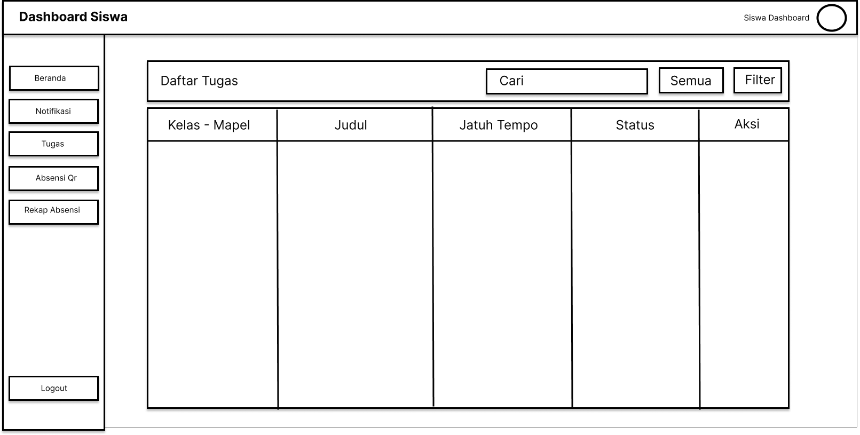 Dashboard Siswa
Siswa Dashboard
Beranda
Notifikasi
Tugas
Absensi Qr
Rekap Absensi
Logout
Daftar Tugas
Cari
Semua
Filter
Kelas - Mapel
Judul
Jatuh Tempo
Status
Aksi